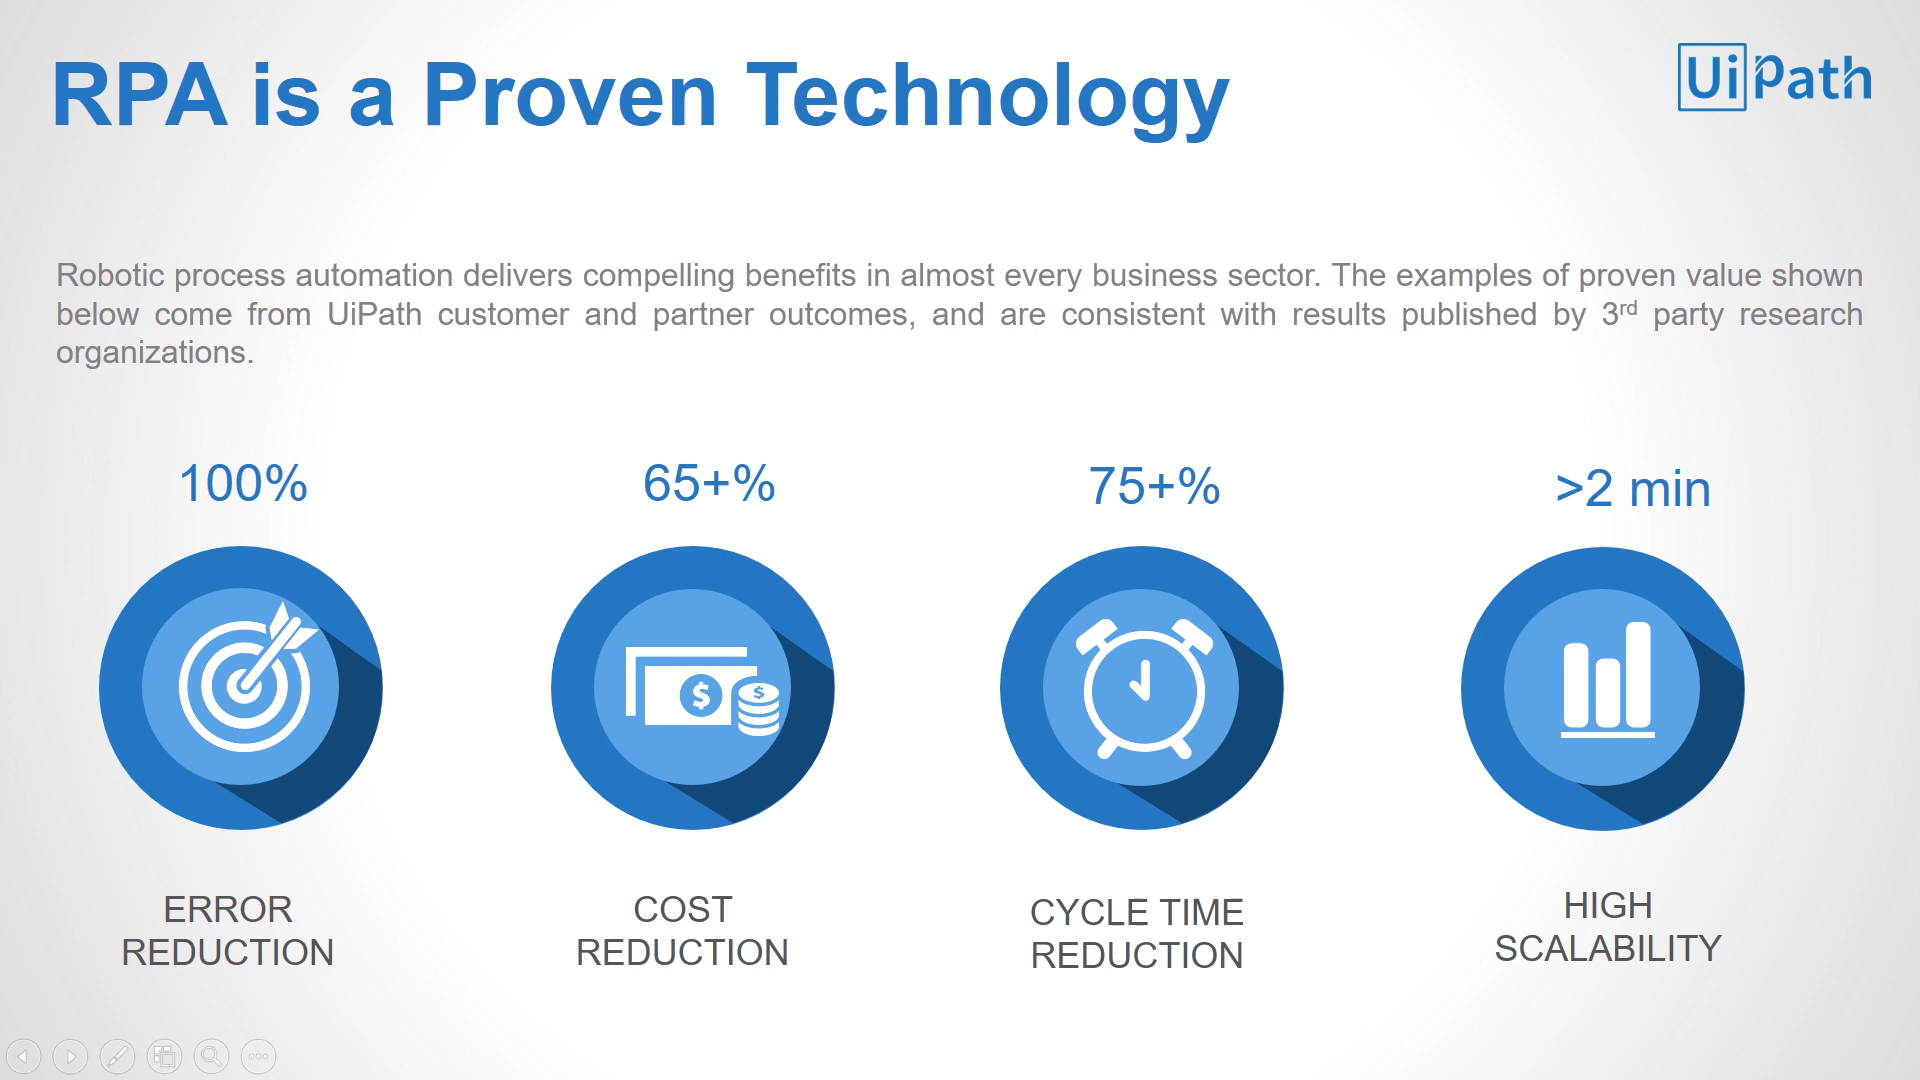 RPA is a Proven Technology
UiPath
Robotic process automation delivers compelling benefits in almost every business sector. The examples of proven value shown
below come from UiPath customer and partner outcomes, and are consistent with results published by 3rd party research
organizations.
100%
65+%
75+%
>2 min
$
$
ERROR
REDUCTION
COST
REDUCTION
CYCLE TIME
REDUCTION
HIGH
SCALABILITY